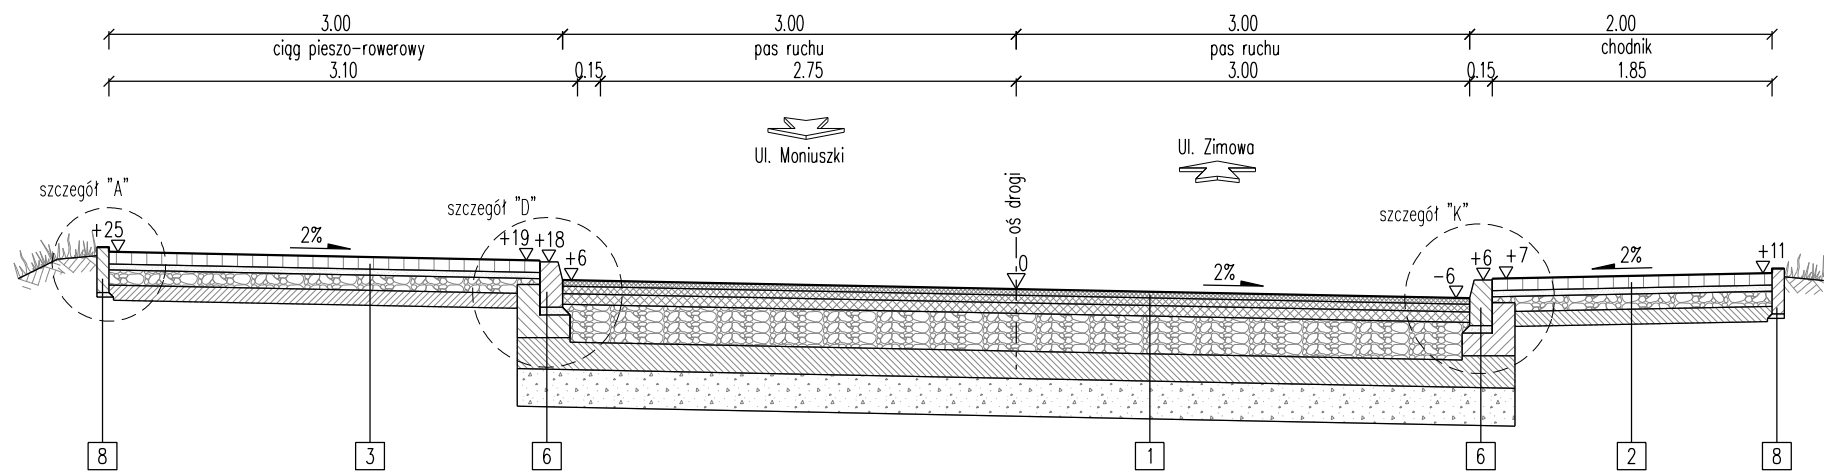 3.00 3.00 3.00 2.00
ciąg pieszo-rowerowy pas ruchu pas ruchu chodnik
3.10 0.15 2.75 3.00 0.15 1.85
Ul. Moniuszki
Ul. Zimowa
szczegół "A"
szczegół "D"
oś drogi
szczegół "K"
+25 2% +19 +18 +6 0 2% -6 +6 +7 2% +11
8 3 6 1 6 2 8